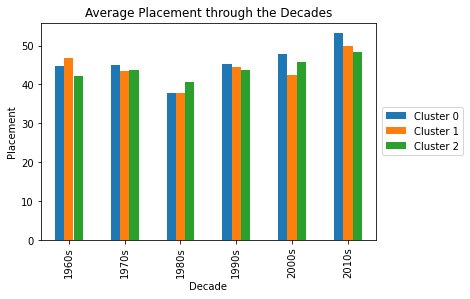 Average Placement through the Decades
Placement
50
40
30
20
10
0
1960s
1970s
1980s
1990s
2000s
2010s
Decade
Cluster 0
Cluster 1
Cluster 2